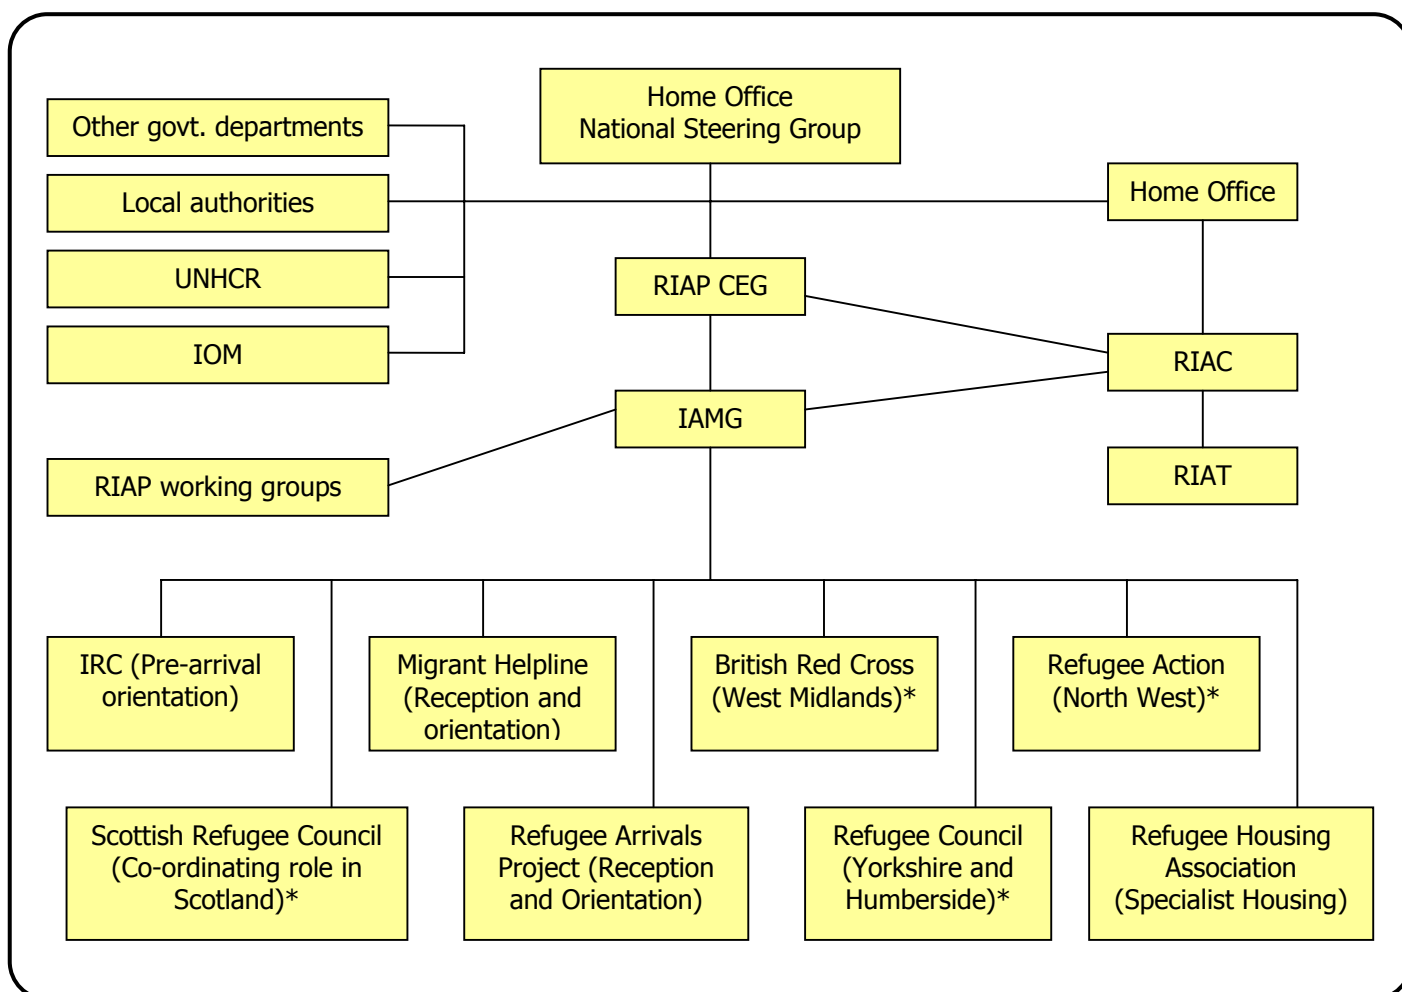 Home Office
National Steering Group
Other govt. departments
Local authorities
Home Office
UNHCR
RIAP CEG
IOM
RIAC
IAMG
RIAP working groups
RIAT
IRC (Pre-arrival
orientation)
Migrant Helpline
(Reception and
orientation)
British Red Cross
(West Midlands)*
Refugee Action
(North West)*
Scottish Refugee Council
(Co-ordinating role in
Scotland)*
Refugee Arrivals
Project (Reception
and Orientation)
Refugee Council
(Yorkshire and
Humberside)*
Refugee Housing
Association
(Specialist Housing)